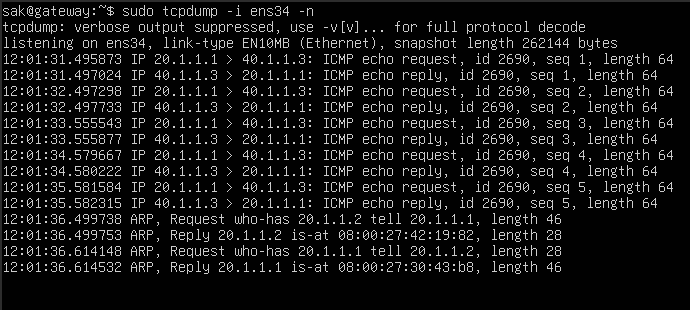 sak@gateway:~$ sudo tcpdump -i ens34 -n
tcpdump: verbose output suppressed, use -v[v]... for full protocol decode
listening on ens34, link-type EN10MB (Ethernet), snapshot length 262144 bytes
12:01:31.495873 IP 20.1.1.1 > 40.1.1.3: ICMP echo request, id 2690, seq 1, length 64
12:01:31.497024 IP 40.1.1.3 > 20.1.1.1: ICMP echo reply, id 2690, seq 1, length 64
12:01:32.497298 IP 20.1.1.1 > 40.1.1.3: ICMP echo request, id 2690, seq 2, length 64
12:01:32.497733 IP 40.1.1.3 > 20.1.1.1: ICMP echo reply, id 2690, seq 2, length 64
12:01:33.555543 IP 20.1.1.1 > 40.1.1.3: ICMP echo request, id 2690, seq 3, length 64
12:01:33.555877 IP 40.1.1.3 > 20.1.1.1: ICMP echo reply, id 2690, seq 3, length 64
12:01:34.579667 IP 20.1.1.1 > 40.1.1.3: ICMP echo request, id 2690, seq 4, length 64
12:01:34.580222 IP 40.1.1.3 > 20.1.1.1: ICMP echo reply, id 2690, seq 4, length 64
12:01:35.581584 IP 20.1.1.1 > 40.1.1.3: ICMP echo request, id 2690, seq 5, length 64
12:01:35.582315 IP 40.1.1.3 > 20.1.1.1: ICMP echo reply, id 2690, seq 5, length 64
12:01:36.499738 ARP, Request who-has 20.1.1.2 tell 20.1.1.1, length 46
12:01:36.499753 ARP, Reply 20.1.1.2 is-at 08:00:27:42:19:82, length 28
12:01:36.614148 ARP, Request who-has 20.1.1.1 tell 20.1.1.2, length 28
12:01:36.614532 ARP, Reply 20.1.1.1 is-at 08:00:27:30:43:b8, length 46